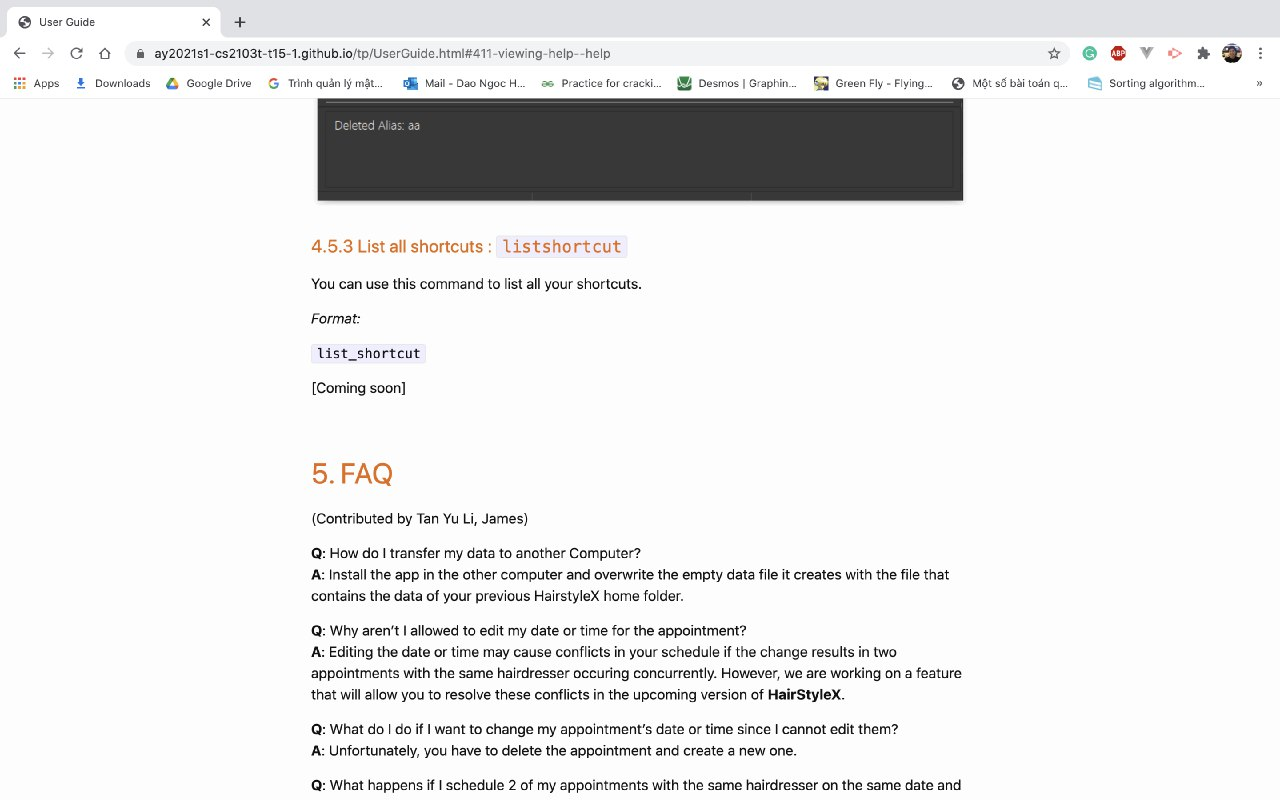 User Guide
ay2021s1-cs2103t-t15-1.github.io/tp/UserGuide.html#411-viewing-help--help
ABP
Apps Downloads Google Drive Trình quản lý mật... Mail - Dao Ngoc H... Practice for cracki... Desmos | Graphin... Green Fly - Flying... Một số bài toán q... Sorting algorithm... »
Deleted Alias: aa
4.5.3 List all shortcuts : listshortcut
You can use this command to list all your shortcuts.
Format:
list_shortcut
[Coming soon]
5. FAQ
(Contributed by Tan Yu Li, James)
Q: How do I transfer my data to another Computer?
A: Install the app in the other computer and overwrite the empty data file it creates with the file that
contains the data of your previous HairstyleX home folder.
Q: Why aren’t I allowed to edit my date or time for the appointment?
A: Editing the date or time may cause conflicts in your schedule if the change results in two
appointments with the same hairdresser occuring concurrently. However, we are working on a feature
that will allow you to resolve these conflicts in the upcoming version of HairStyleX.
Q: What do I do if I want to change my appointment’s date or time since I cannot edit them?
A: Unfortunately, you have to delete the appointment and create a new one.
Q: What happens if I schedule 2 of my appointments with the same hairdresser on the same date and